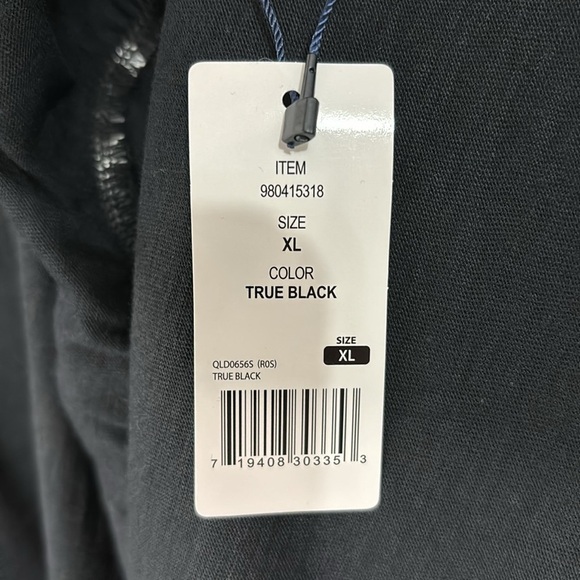 ITEM
980415318
SIZE
XL
COLOR
TRUE BLACK
SIZE
XL
QLD0656S (R0S)
TRUE BLACK
7 19408 30335 3